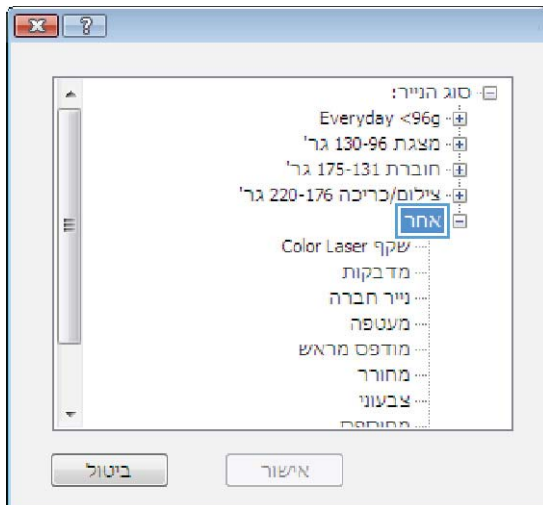 סוג הנייר:
Everyday <96g
מצגת 130-96 גר'
חוברת 175-131 גר'
צילום/כריכה 220-176 גר'
אחר
שקף Color Laser
מדבקות
נייר חברה
מעטפה
מודפס מראש
מחורר
צבעוני
אישור
ביטול